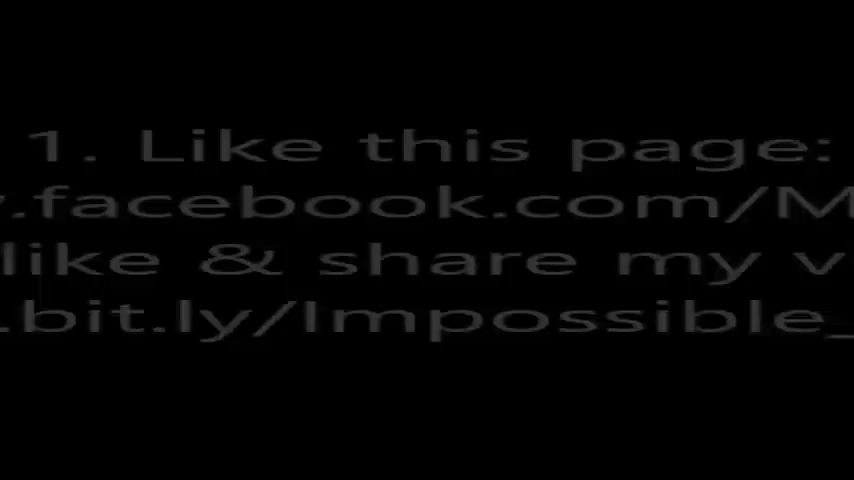 1. Like this page:
.facebook.com/M
like & share my v
.bit.ly/Impossible_